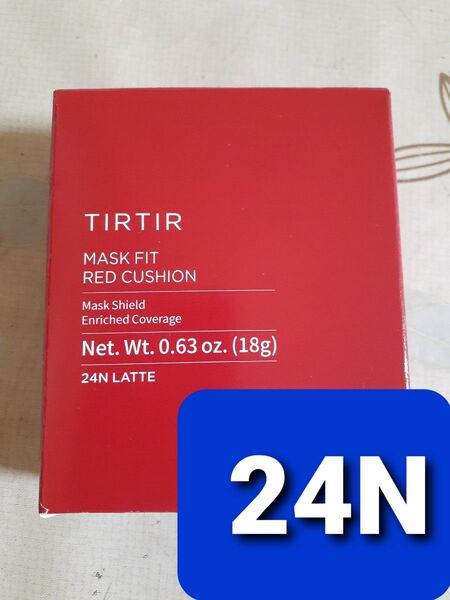 TIRTIR
MASK FIT
RED CUSHION
Mask Shield
Enriched Coverage
Net. Wt. 0.63 oz. (18g)
24N LATTE
24N